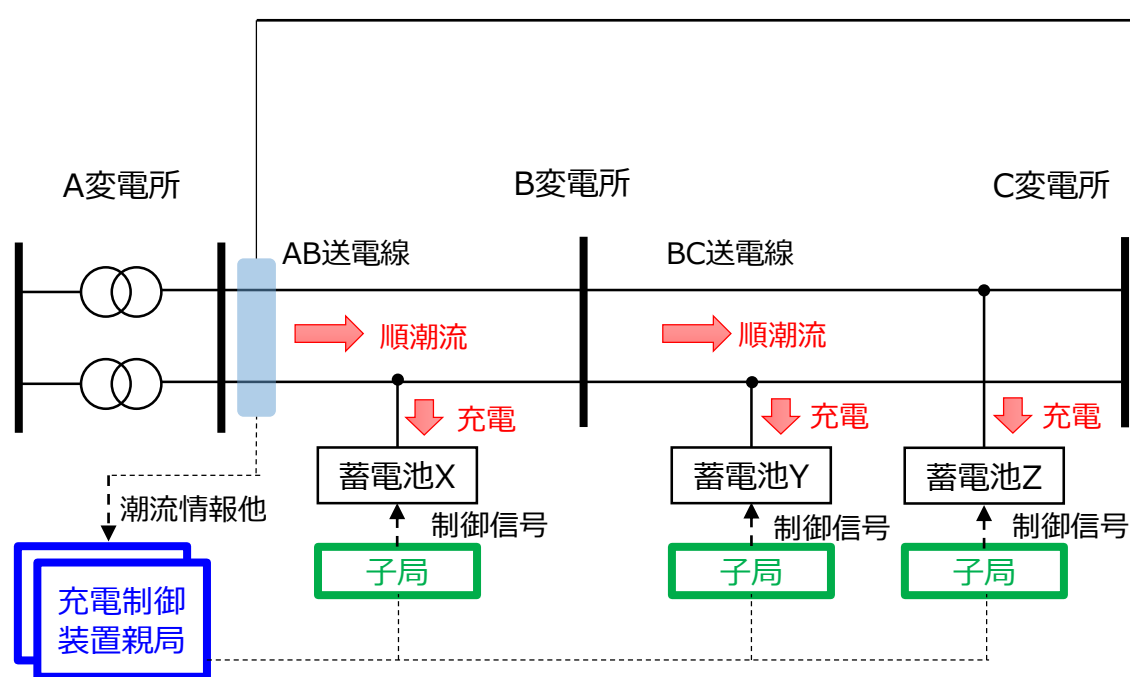 A変電所
B変電所
C変電所
AB送電線
BC送電線
順潮流
順潮流
充電
充電
充電
蓄電池X
蓄電池Y
蓄電池Z
潮流情報他
制御信号
制御信号
制御信号
子局
子局
子局
充電制御
装置親局